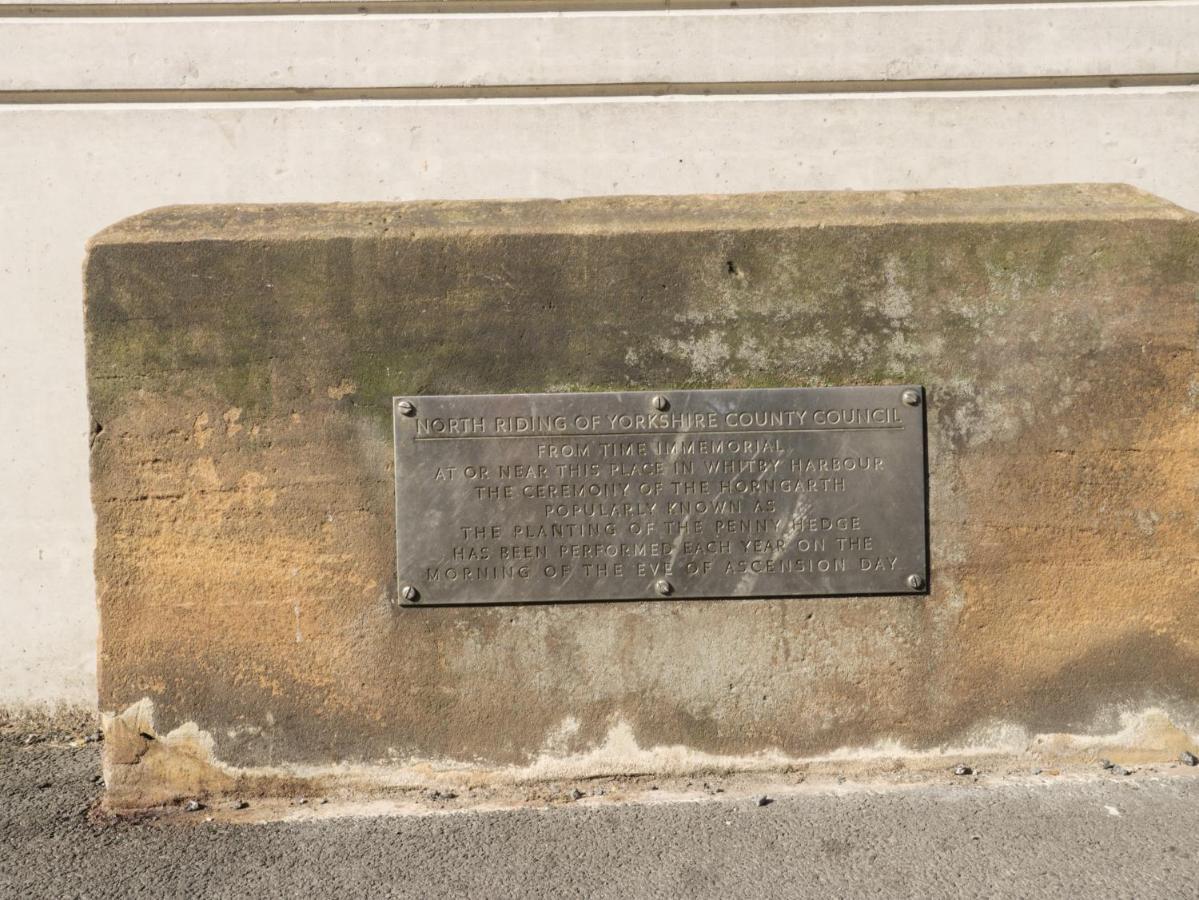 NORTH RIDING OF YORKSHIRE COUNTY COUNCIL
FROM TIME IMMEMORIAL
AT OR NEAR THIS PLACE IN WHITBY HARBOUR
THE CEREMONY OF THE HORNGARTH
POPULARLY KNOWN AS
THE PLANTING OF THE PENNY HEDGE
HAS BEEN PERFORMED EACH YEAR ON THE
MORNING OF THE EVE OF ASCENSION DAY